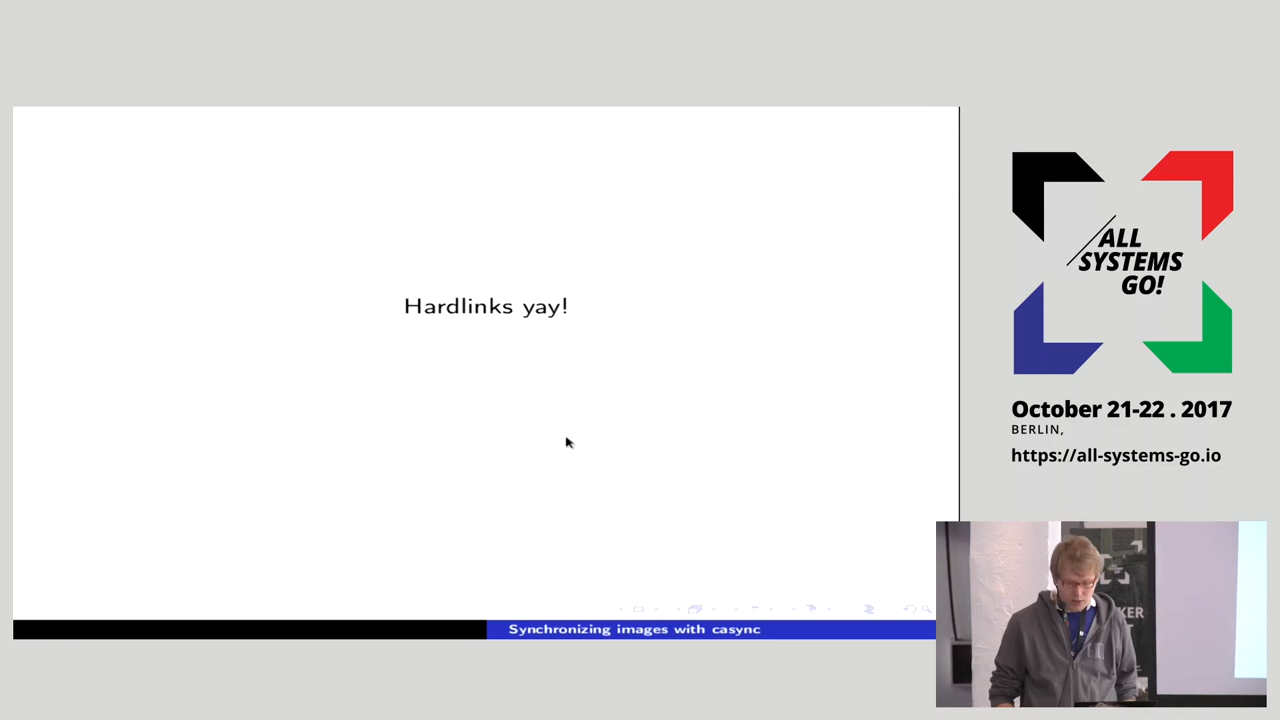 Hardlinks yay!
Synchronizing images with casync
ALL
SYSTEMS
GO!
October 21-22 . 2017
BERLIN,
https://all-systems-go.io